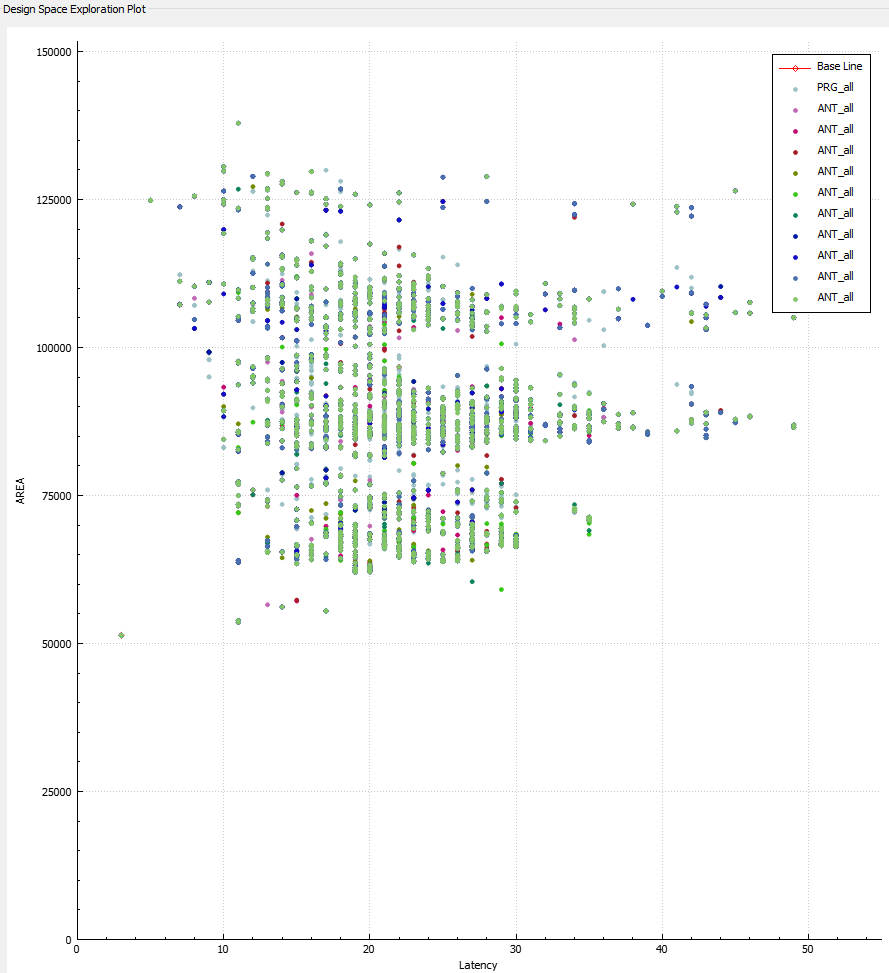 Design Space Exploration Plot
150000
125000
100000
75000
50000
25000
0
AREA
0
10
20
30
40
50
Latency
Base Line
PRG_all
ANT_all
ANT_all
ANT_all
ANT_all
ANT_all
ANT_all
ANT_all
ANT_all
ANT_all
ANT_all